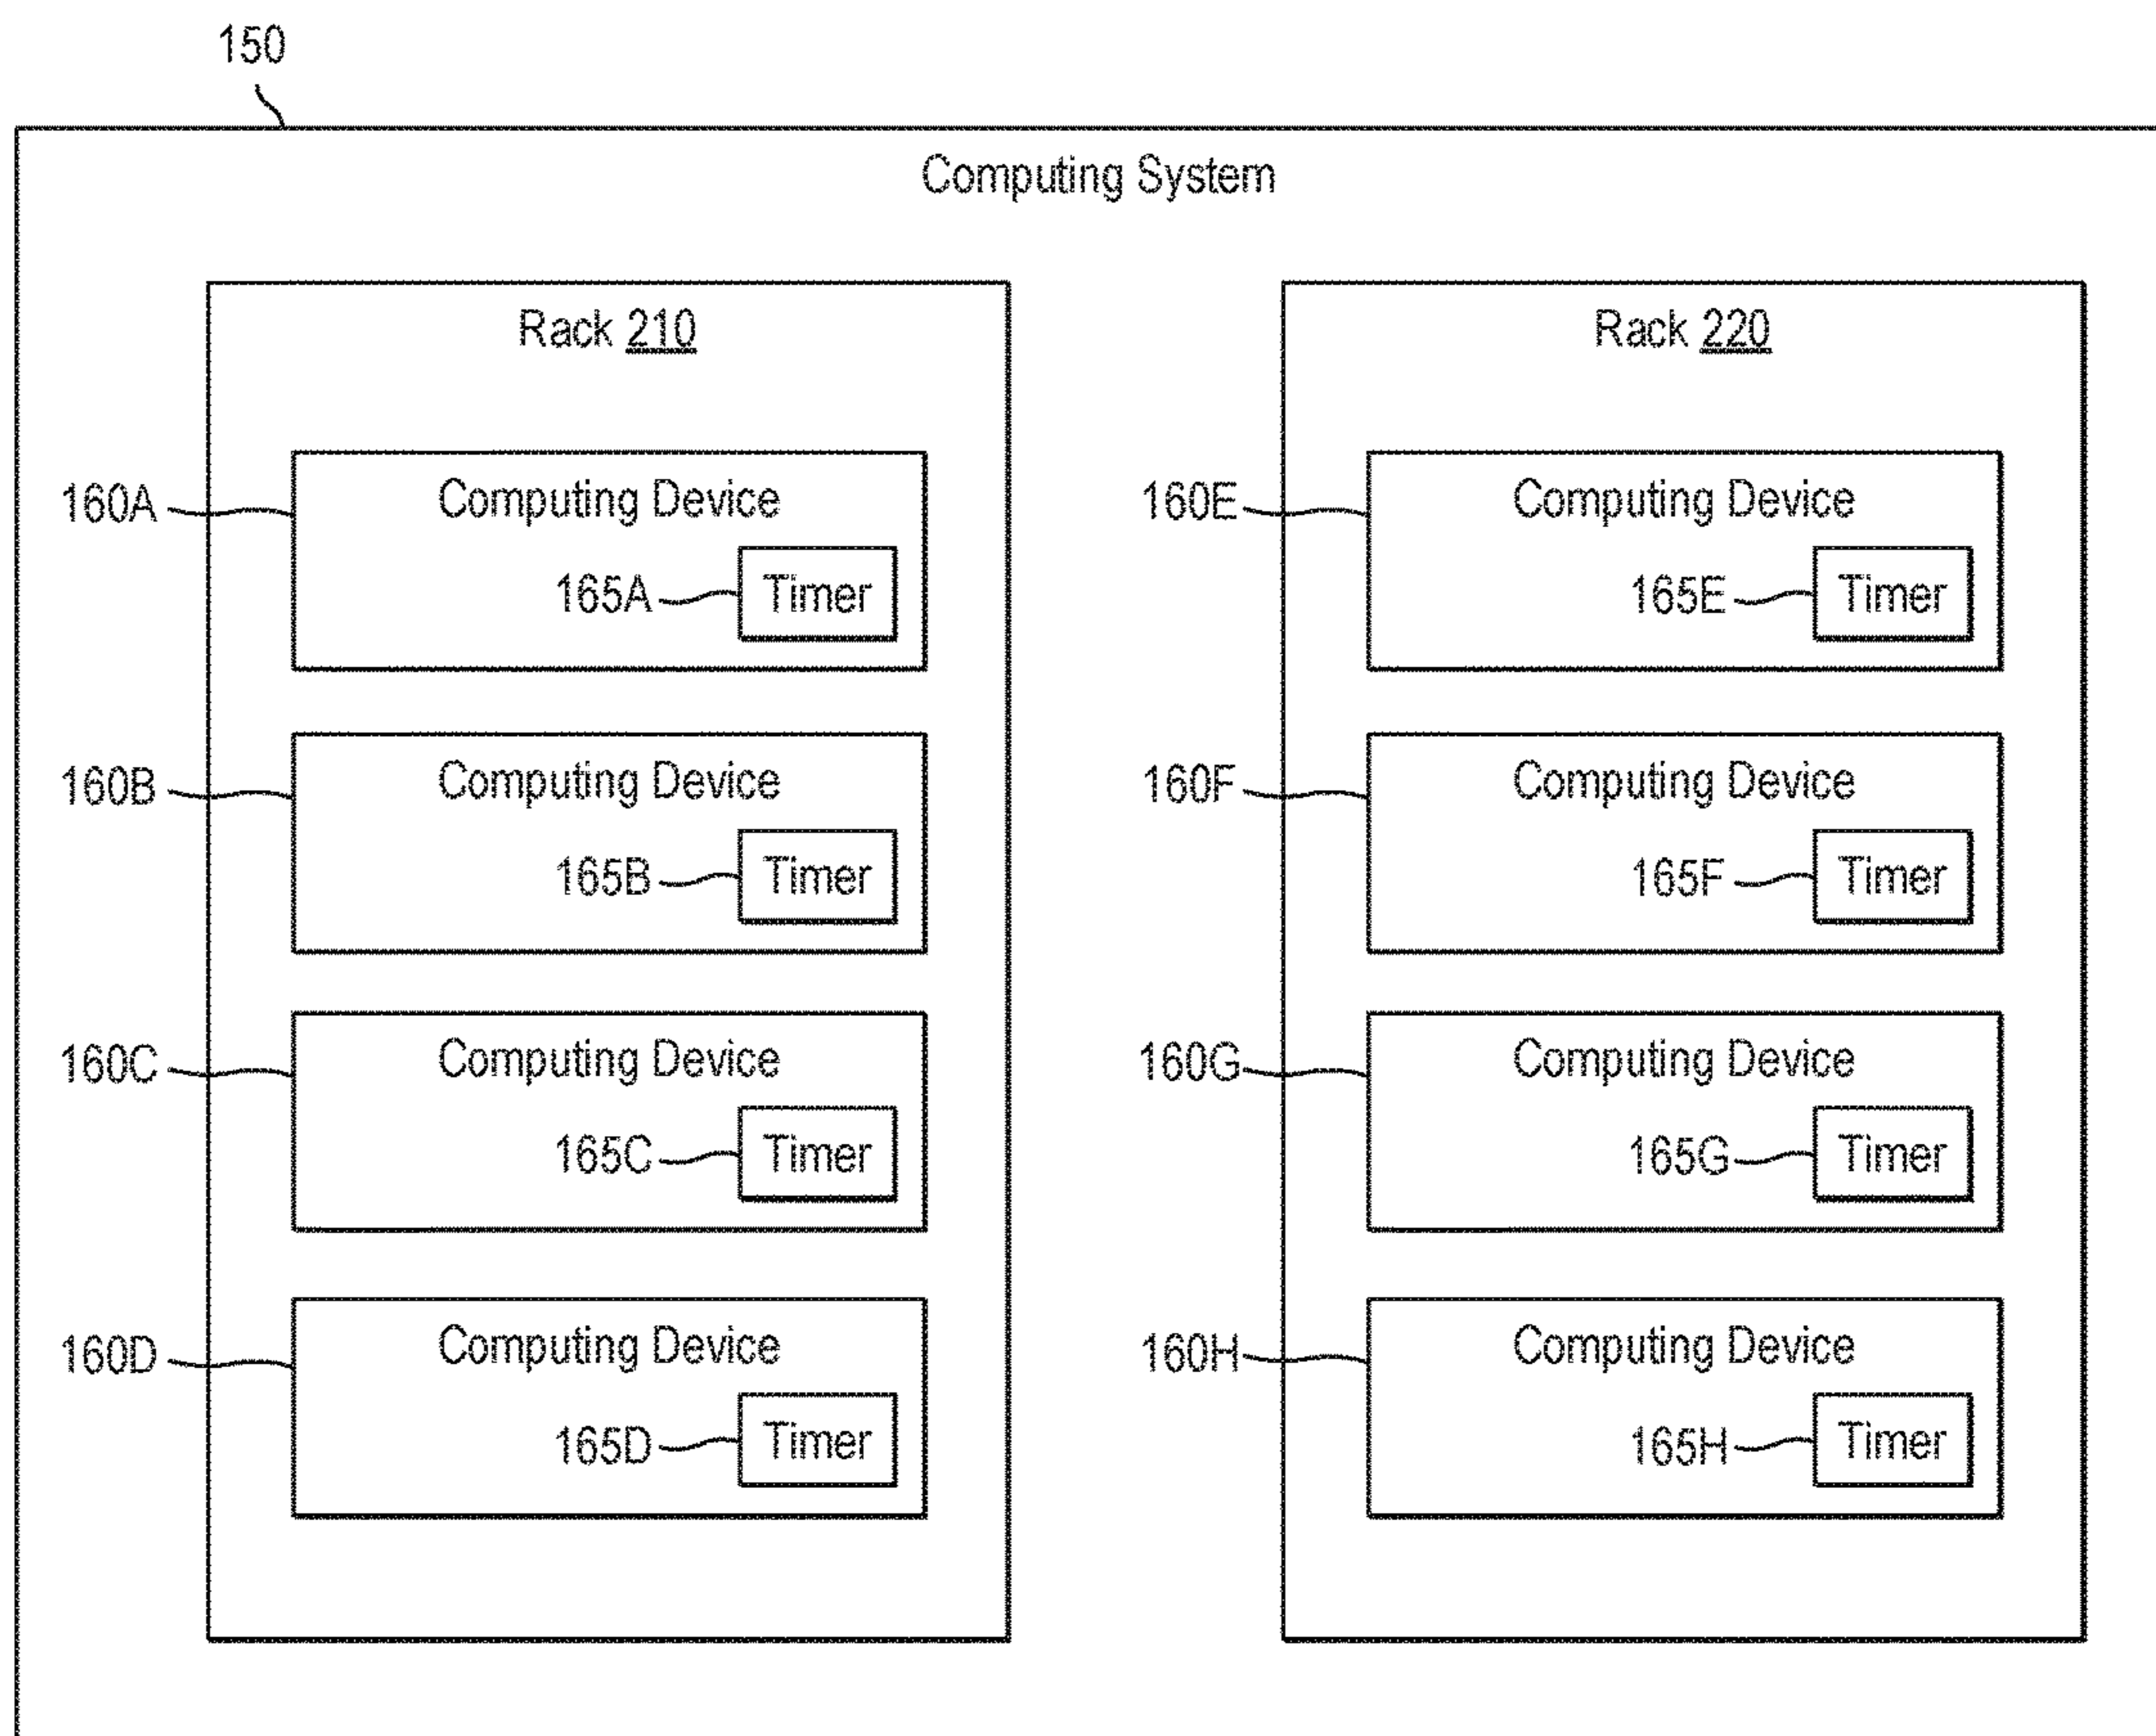 150
Computing System
Rack 210
160A
Computing Device
165A
Timer
160B
Computing Device
165B
Timer
160C
Computing Device
165C
Timer
160D
Computing Device
165D
Timer
Rack 220
160E
Computing Device
165E
Timer
160F
Computing Device
165F
Timer
160G
Computing Device
165G
Timer
160H
Computing Device
165H
Timer